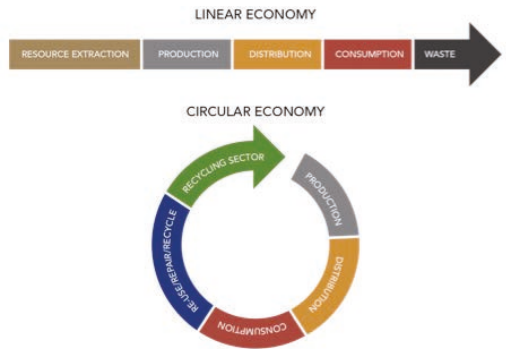 LINEAR ECONOMY
RESOURCE EXTRACTION
PRODUCTION
DISTRIBUTION
CONSUMPTION
WASTE
CIRCULAR ECONOMY
RECYCLING SECTOR
PRODUCTION
DISTRIBUTION
CONSUMPTION
RE-USE/REPAIR/RECYCLE